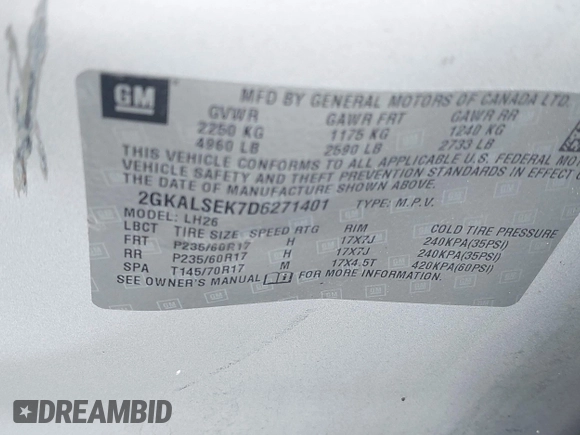 GM
MFD BY GENERAL MOTORS OF CANADA LTD.
GVWR GAWR FRT GAWR RR
2250 KG 1175 KG 1240 KG
4960 LB 2590 LB 2733 LB
THIS VEHICLE CONFORMS TO ALL APPLICABLE U.S. FEDERAL MOT
VEHICLE SAFETY AND THEFT PREVENTION STANDARDS IN EFFECT
THE DATE OF MANUFACTURE SHOWN ABOVE.
2GKALSEK7D6271401 TYPE: M.P.V.
MODEL: LH26
LBCT TIRE SIZE SPEED RTG RIM COLD TIRE PRESSURE
FRT P235/60R17 H 17X7J 240KPA(35PSI)
RR P235/60R17 H 17X7J 240KPA(35PSI)
SPA T145/70R17 M 17X4.5T 420KPA(60PSI)
SEE OWNER'S MANUAL FOR MORE INFORMATION.
DREAMBID